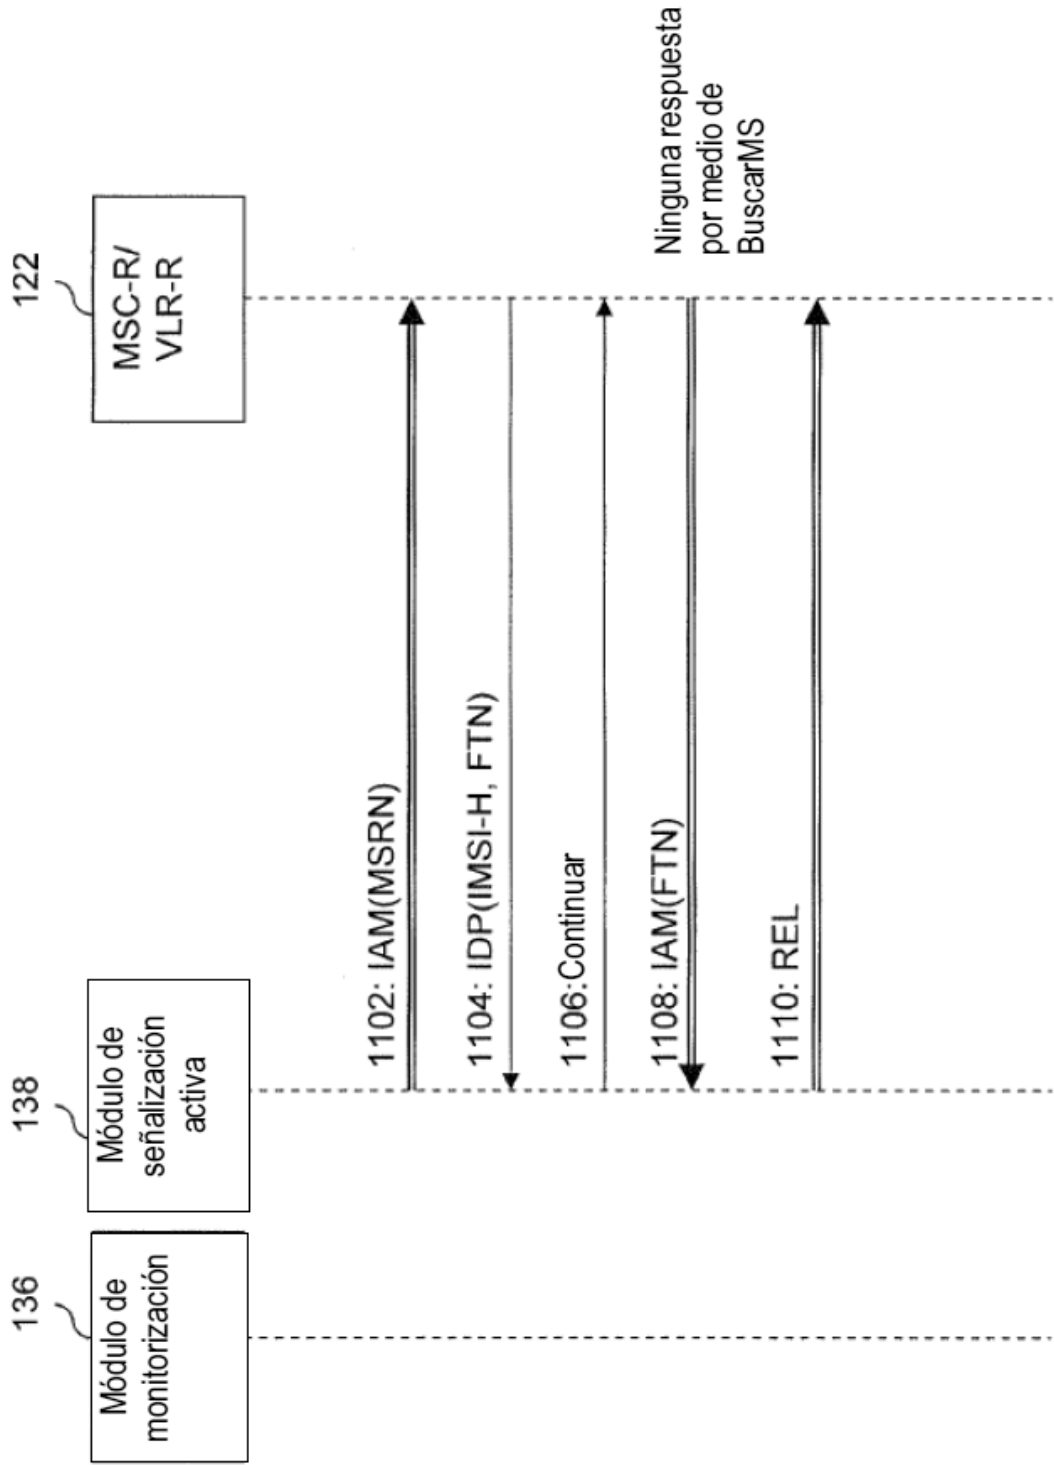 136
Módulo de
monitorización
138
Módulo de
señalización
activa
122
MSC-R/
VLR-R
1102: IAM(MSRN)
1104: IDP(IMSI-H, FTN)
1106:Continuar
1108: IAM(FTN)
Ninguna respuesta
por medio de
BuscarMS
1110: REL